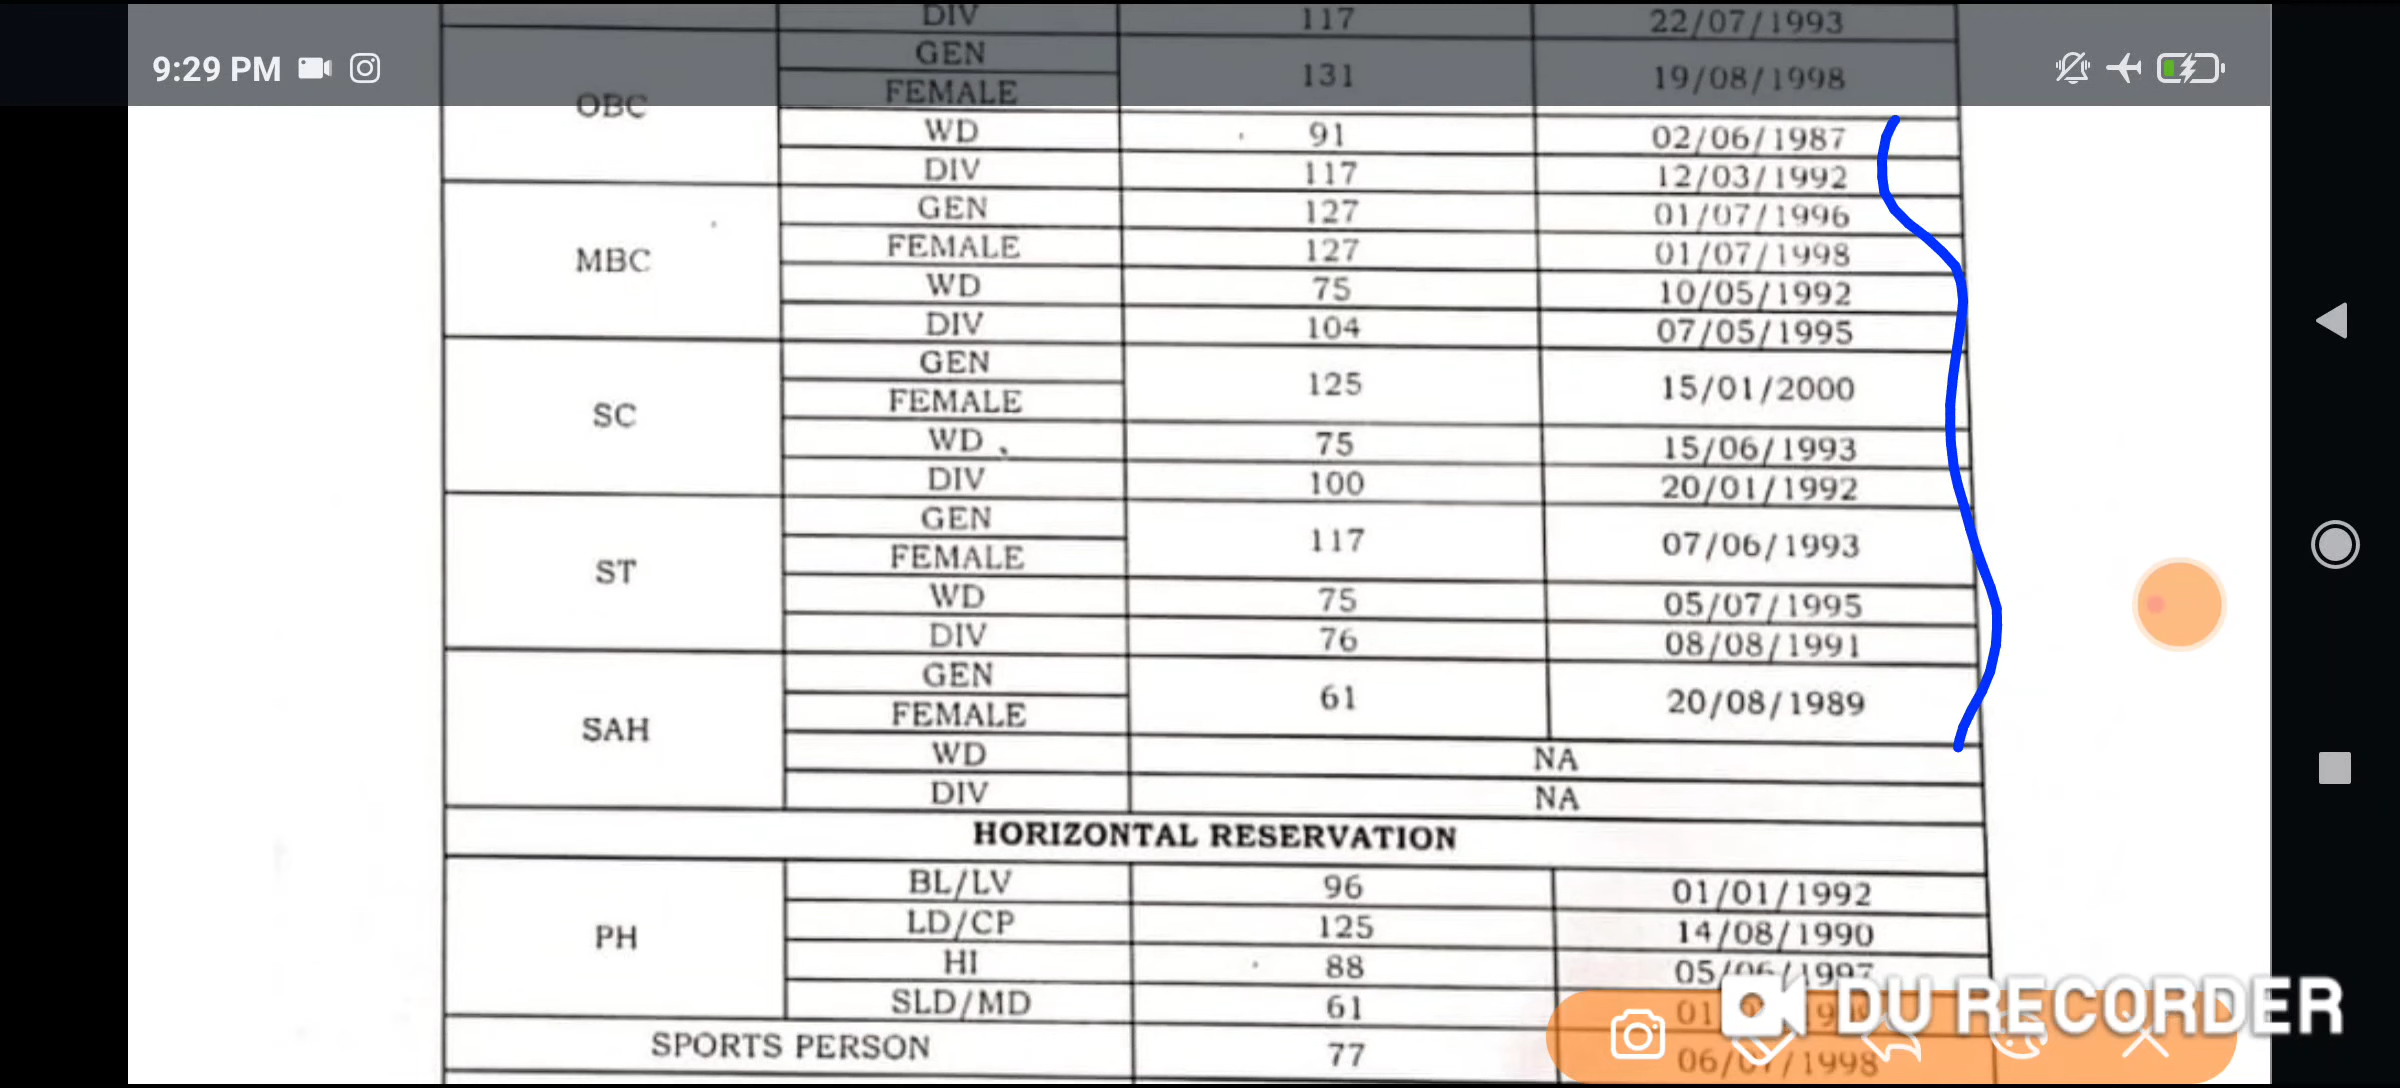 DIV 117 22/07/1993
9:29 PM
OBC
GEN
FEMALE
131 19/08/1998
WD 91 02/06/1987
DIV 117 12/03/1992
MBC
GEN 127 01/07/1996
FEMALE 127 01/07/1998
WD 75 10/05/1992
DIV 104 07/05/1995
SC
GEN
FEMALE
125 15/01/2000
WD 75 15/06/1993
DIV 100 20/01/1992
ST
GEN
FEMALE
117 07/06/1993
WD 75 05/07/1995
DIV 76 08/08/1991
SAH
GEN
FEMALE
61 20/08/1989
WD NA
DIV NA
HORIZONTAL RESERVATION
PH
BL/LV 96 01/01/1992
LD/CP 125 14/08/1990
HI 88
SLD/MD 61
SPORTS PERSON 77
DU RECORDER